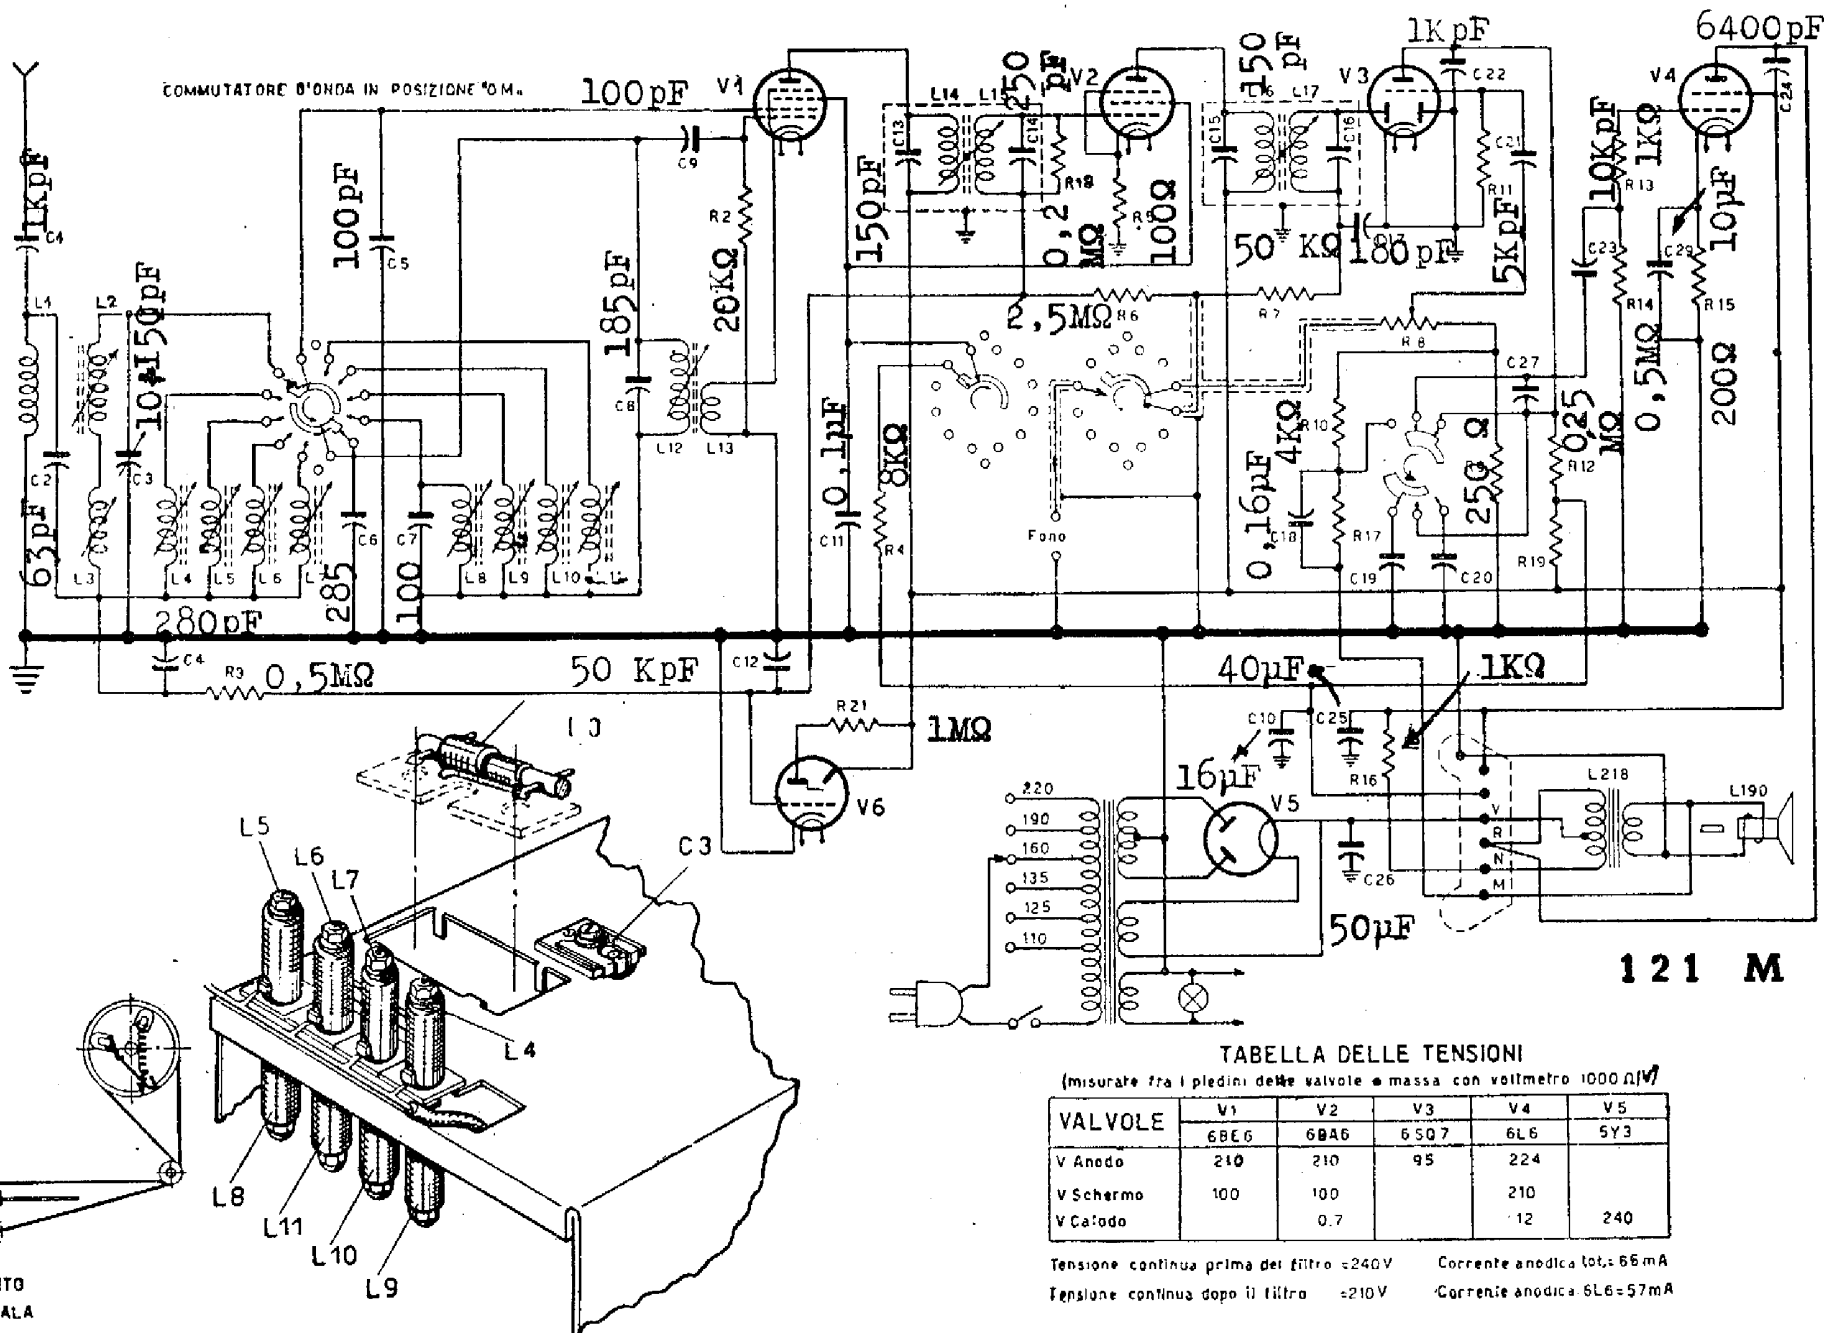 COMMUTATORE D'ONDA IN POSIZIONE "O.M."
100pF
V1
1KpF
6400pF
V2
V3
V4
L14
L15
250 pF
150 pF
L16
L17
C22
C24
C13
C14
C15
C16
C9
R18
R5
C21
R11
10KpF
1KΩ
R13
1KpF
C4
100pF
C5
R2
20KΩ
185pF
150pF
0,2 MΩ
100Ω
50 KΩ
180pF
5KpF
C23
C29
10µF
R14
R15
L1
L2
2,5MΩ
R6
R7
R8
0,5MΩ
200Ω
C27
C8
L12
L13
0,1µF
8KΩ
4KΩ
R10
R9
250 Ω
MΩ
R12
C2
C3
63pF
L3
L4
L5
L6
L7
C6
285
C7
100
L8
L9
L10
L11
C11
R4
Fono
0,16µF
C18
R17
C19
C20
R19
280pF
C4
R3
0,5MΩ
50 KpF
C12
40µF
1KΩ
R21
1MΩ
C10
C25
16µF
R16
L3
V6
V5
L218
L190
220
190
160
135
125
110
V
R
N
M
C26
50µF
L5
L6
L7
C3
L4
L8
L11
L10
L9
121 M
TABELLA DELLE TENSIONI
(misurate fra i piedini delle valvole e massa con voltmetro 1000 Ω/V)
VALVOLE V1 V2 V3 V4 V5
6BE6 6BA6 6SQ7 6L6 5Y3
V Anodo 210 210 95 224
V Schermo 100 100 210
V Catodo 0.7 12 240
Tensione continua prima del filtro =240V Corrente anodica tot.=66mA
Tensione continua dopo il filtro =210V Corrente anodica 6L6=57mA
ITO
ALA